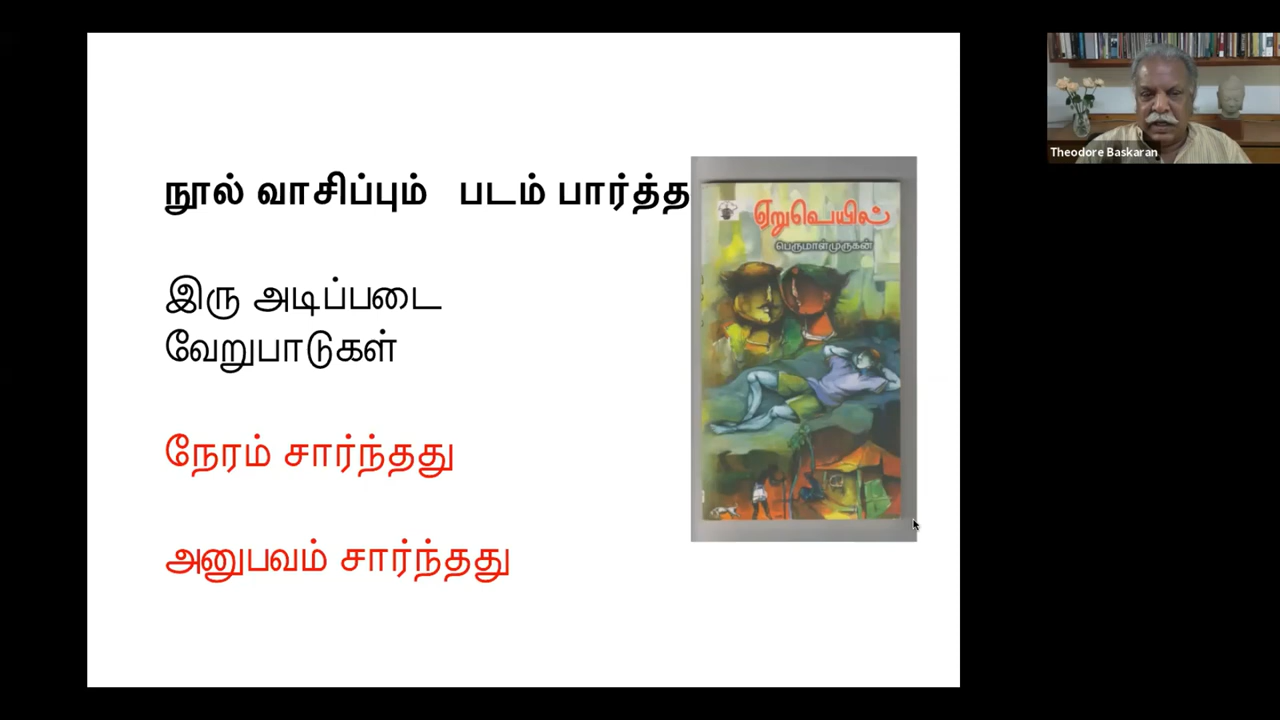 நூல் வாசிப்பும் படம் பார்த்த
இரு அடிப்படை
வேறுபாடுகள்
நேரம் சார்ந்தது
அனுபவம் சார்ந்தது
ஏறுவெயில்
பெருமாள்முருகன்
Theodore Baskaran